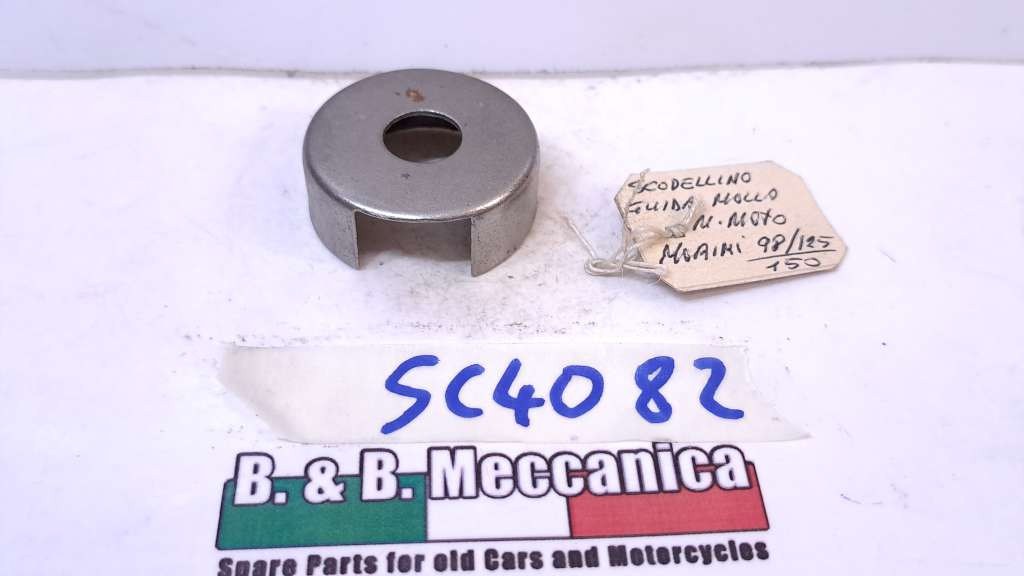 SCODELLINO
GUIDA MOLLA
M. MOTO
MORINI 98/125
150
SC4082
B. & B. Meccanica
Spare Parts for old Cars and Motorcycles